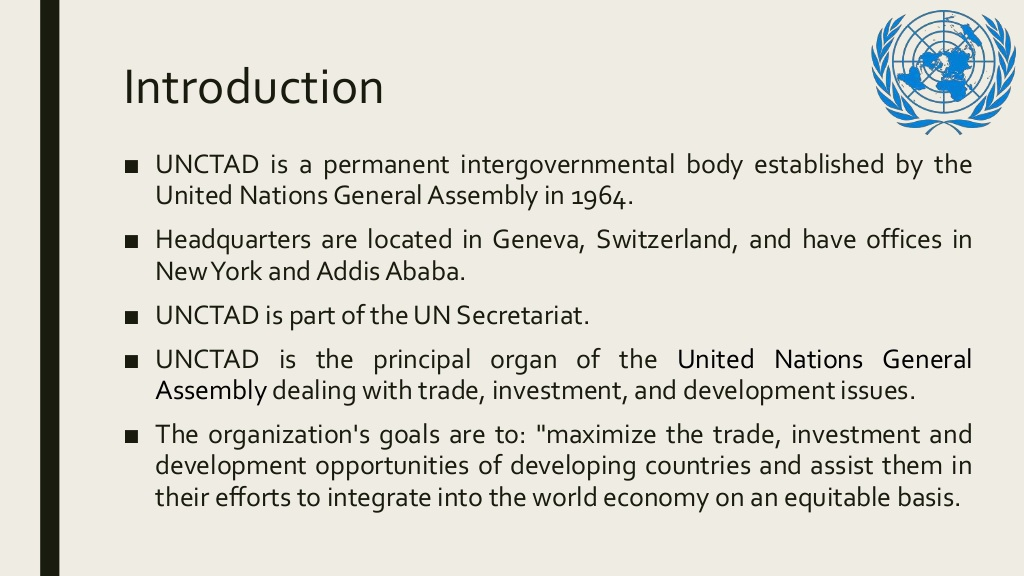 Introduction
■ UNCTAD is a permanent intergovernmental body established by the
United Nations General Assembly in 1964.
■ Headquarters are located in Geneva, Switzerland, and have offices in
New York and Addis Ababa.
■ UNCTAD is part of the UN Secretariat.
■ UNCTAD is the principal organ of the United Nations General
Assembly dealing with trade, investment, and development issues.
■ The organization's goals are to: "maximize the trade, investment and
development opportunities of developing countries and assist them in
their efforts to integrate into the world economy on an equitable basis.